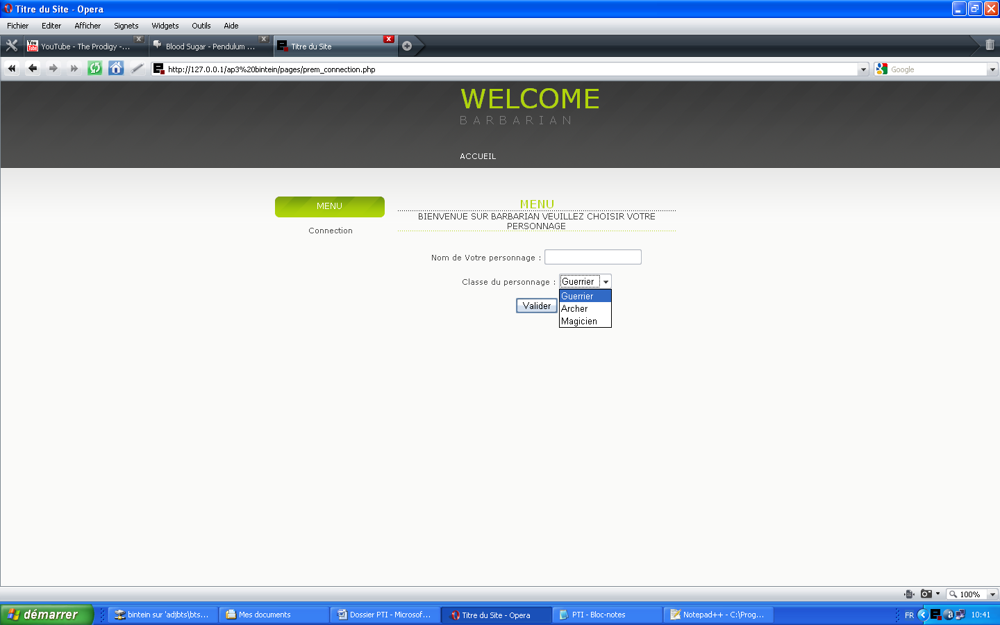 Titre du Site - Opera
Fichier Editer Afficher Signets Widgets Outils Aide
You Tube YouTube - The Prodigy -... Blood Sugar - Pendulum ... Titre du Site
http://127.0.0.1/ap3%20bintein/pages/prem_connection.php Google
WELCOME
BARBARIAN
ACCUEIL
MENU
Connection
MENU
BIENVENUE SUR BARBARIAN VEUILLEZ CHOISIR VOTRE
PERSONNAGE
Nom de Votre personnage :
Classe du personnage : Guerrier
Guerrier
Archer
Magicien
Valider
100%
démarrer bintein sur 'adjbts\bts... Mes documents Dossier PTI - Microsof... Titre du Site - Opera PTI - Bloc-notes Notepad++ - C:\Prog... FR 10:41